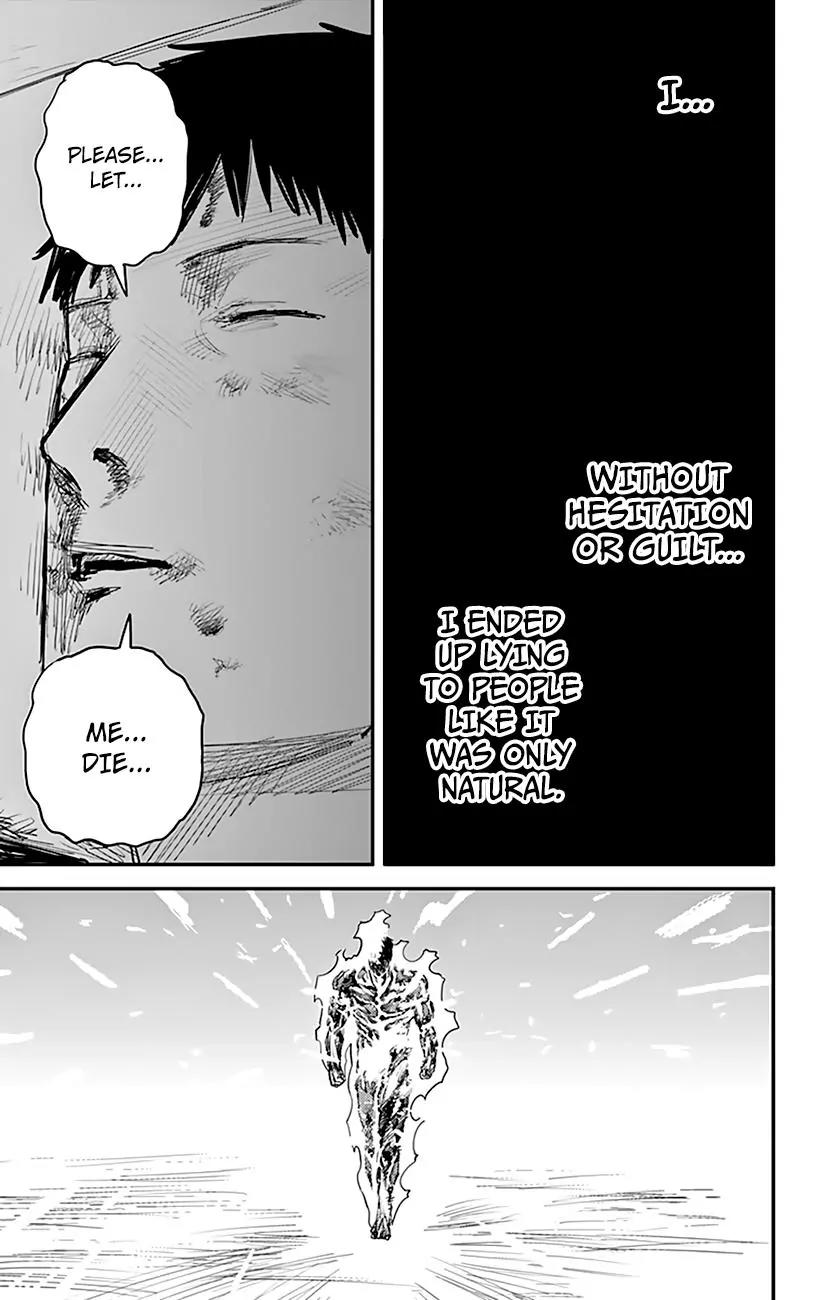 I...
WITHOUT
HESITATION
OR GUILT...
I ENDED
UP LYING
TO PEOPLE
LIKE IT
WAS ONLY
NATURAL.
PLEASE...
LET...
ME...
DIE...